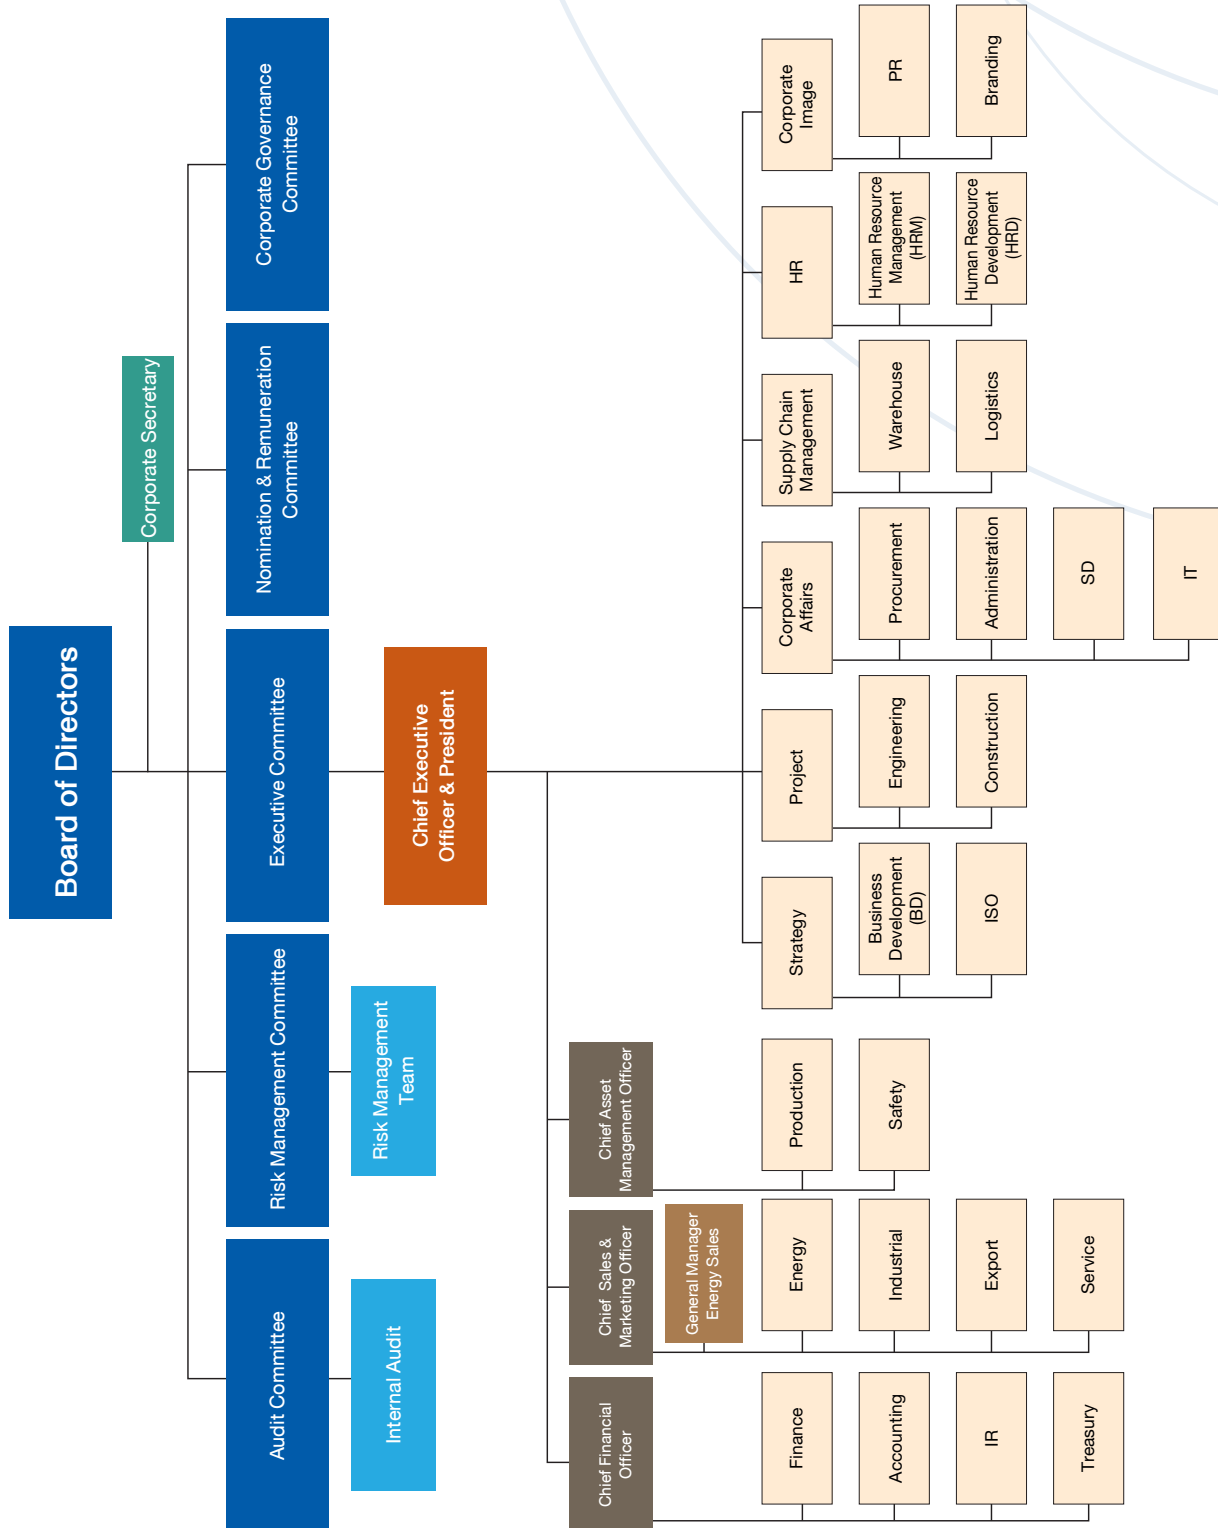 Board of Directors
Corporate Secretary
Audit Committee
Risk Management Committee
Executive Committee
Nomination & Remuneration
Committee
Corporate Governance
Committee
Internal Audit
Risk Management
Team
Chief Executive
Officer & President
Chief Financial
Officer
Chief  Sales &
Marketing Officer
Chief Asset
Management Officer
General Manager
Energy Sales
Finance
Accounting
IR
Treasury
Energy
Industrial
Export
Service
Production
Safety
Strategy
Business
Development
(BD)
ISO
Project
Engineering
Construction
Corporate
Affairs
Procurement
Administration
SD
IT
Supply Chain
Management
Warehouse
Logistics
HR
Human Resource
Management
(HRM)
Human Resource
Development
(HRD)
Corporate
Image
PR
Branding